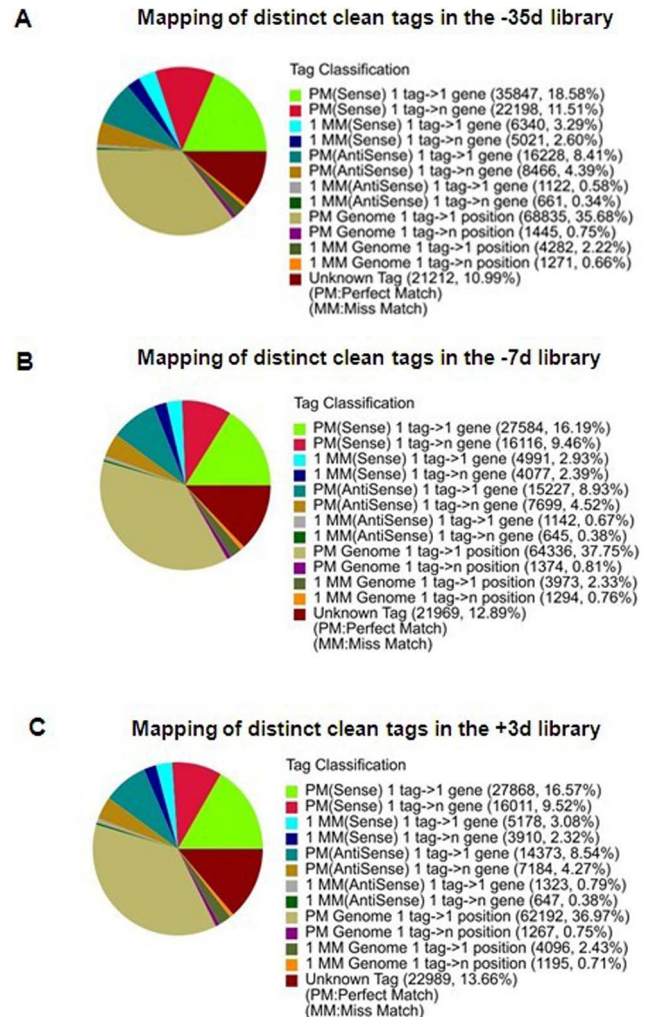 A
Mapping of distinct clean tags in the -35d library
Tag Classification
PM(Sense) 1 tag->1 gene (35847, 18.58%)
PM(Sense) 1 tag->n gene (22198, 11.51%)
1 MM(Sense) 1 tag->1 gene (6340, 3.29%)
1 MM(Sense) 1 tag->n gene (5021, 2.60%)
PM(AntiSense) 1 tag->1 gene (16228, 8.41%)
PM(AntiSense) 1 tag->n gene (8466, 4.39%)
1 MM(AntiSense) 1 tag->1 gene (1122, 0.58%)
1 MM(AntiSense) 1 tag->n gene (661, 0.34%)
PM Genome 1 tag->1 position (68835, 35.68%)
PM Genome 1 tag->n position (1445, 0.75%)
1 MM Genome 1 tag->1 position (4282, 2.22%)
1 MM Genome 1 tag->n position (1271, 0.66%)
Unknown Tag (21212, 10.99%)
(PM:Perfect Match)
(MM:Miss Match)
B
Mapping of distinct clean tags in the -7d library
Tag Classification
PM(Sense) 1 tag->1 gene (27584, 16.19%)
PM(Sense) 1 tag->n gene (16116, 9.46%)
1 MM(Sense) 1 tag->1 gene (4991, 2.93%)
1 MM(Sense) 1 tag->n gene (4077, 2.39%)
PM(AntiSense) 1 tag->1 gene (15227, 8.93%)
PM(AntiSense) 1 tag->n gene (7699, 4.52%)
1 MM(AntiSense) 1 tag->1 gene (1142, 0.67%)
1 MM(AntiSense) 1 tag->n gene (645, 0.38%)
PM Genome 1 tag->1 position (64336, 37.75%)
PM Genome 1 tag->n position (1374, 0.81%)
1 MM Genome 1 tag->1 position (3973, 2.33%)
1 MM Genome 1 tag->n position (1294, 0.76%)
Unknown Tag (21969, 12.89%)
(PM:Perfect Match)
(MM:Miss Match)
C
Mapping of distinct clean tags in the +3d library
Tag Classification
PM(Sense) 1 tag->1 gene (27868, 16.57%)
PM(Sense) 1 tag->n gene (16011, 9.52%)
1 MM(Sense) 1 tag->1 gene (5178, 3.08%)
1 MM(Sense) 1 tag->n gene (3910, 2.32%)
PM(AntiSense) 1 tag->1 gene (14373, 8.54%)
PM(AntiSense) 1 tag->n gene (7184, 4.27%)
1 MM(AntiSense) 1 tag->1 gene (1323, 0.79%)
1 MM(AntiSense) 1 tag->n gene (647, 0.38%)
PM Genome 1 tag->1 position (62192, 36.97%)
PM Genome 1 tag->n position (1267, 0.75%)
1 MM Genome 1 tag->1 position (4096, 2.43%)
1 MM Genome 1 tag->n position (1195, 0.71%)
Unknown Tag (22989, 13.66%)
(PM:Perfect Match)
(MM:Miss Match)